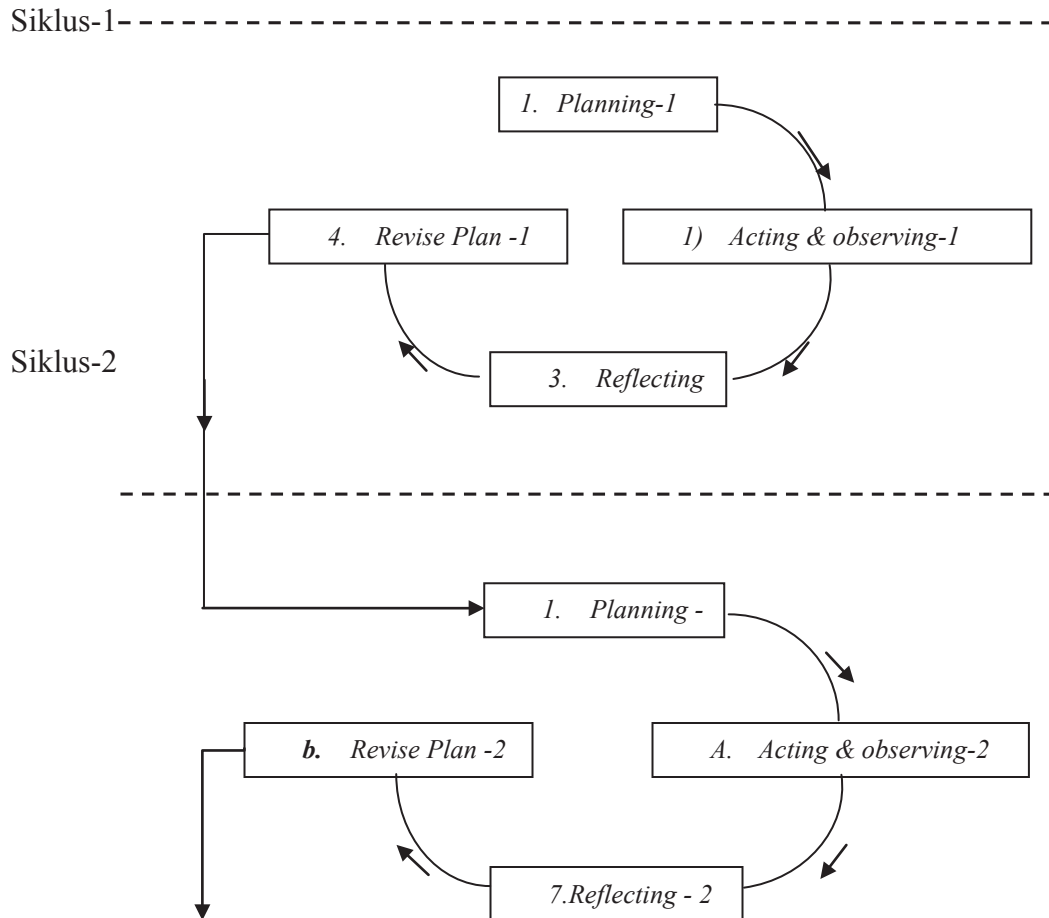 Siklus-1
1. Planning-1
4. Revise Plan -1
1) Acting & observing-1
Siklus-2
3. Reflecting
1. Planning -
b. Revise Plan -2
A. Acting & observing-2
7.Reflecting - 2